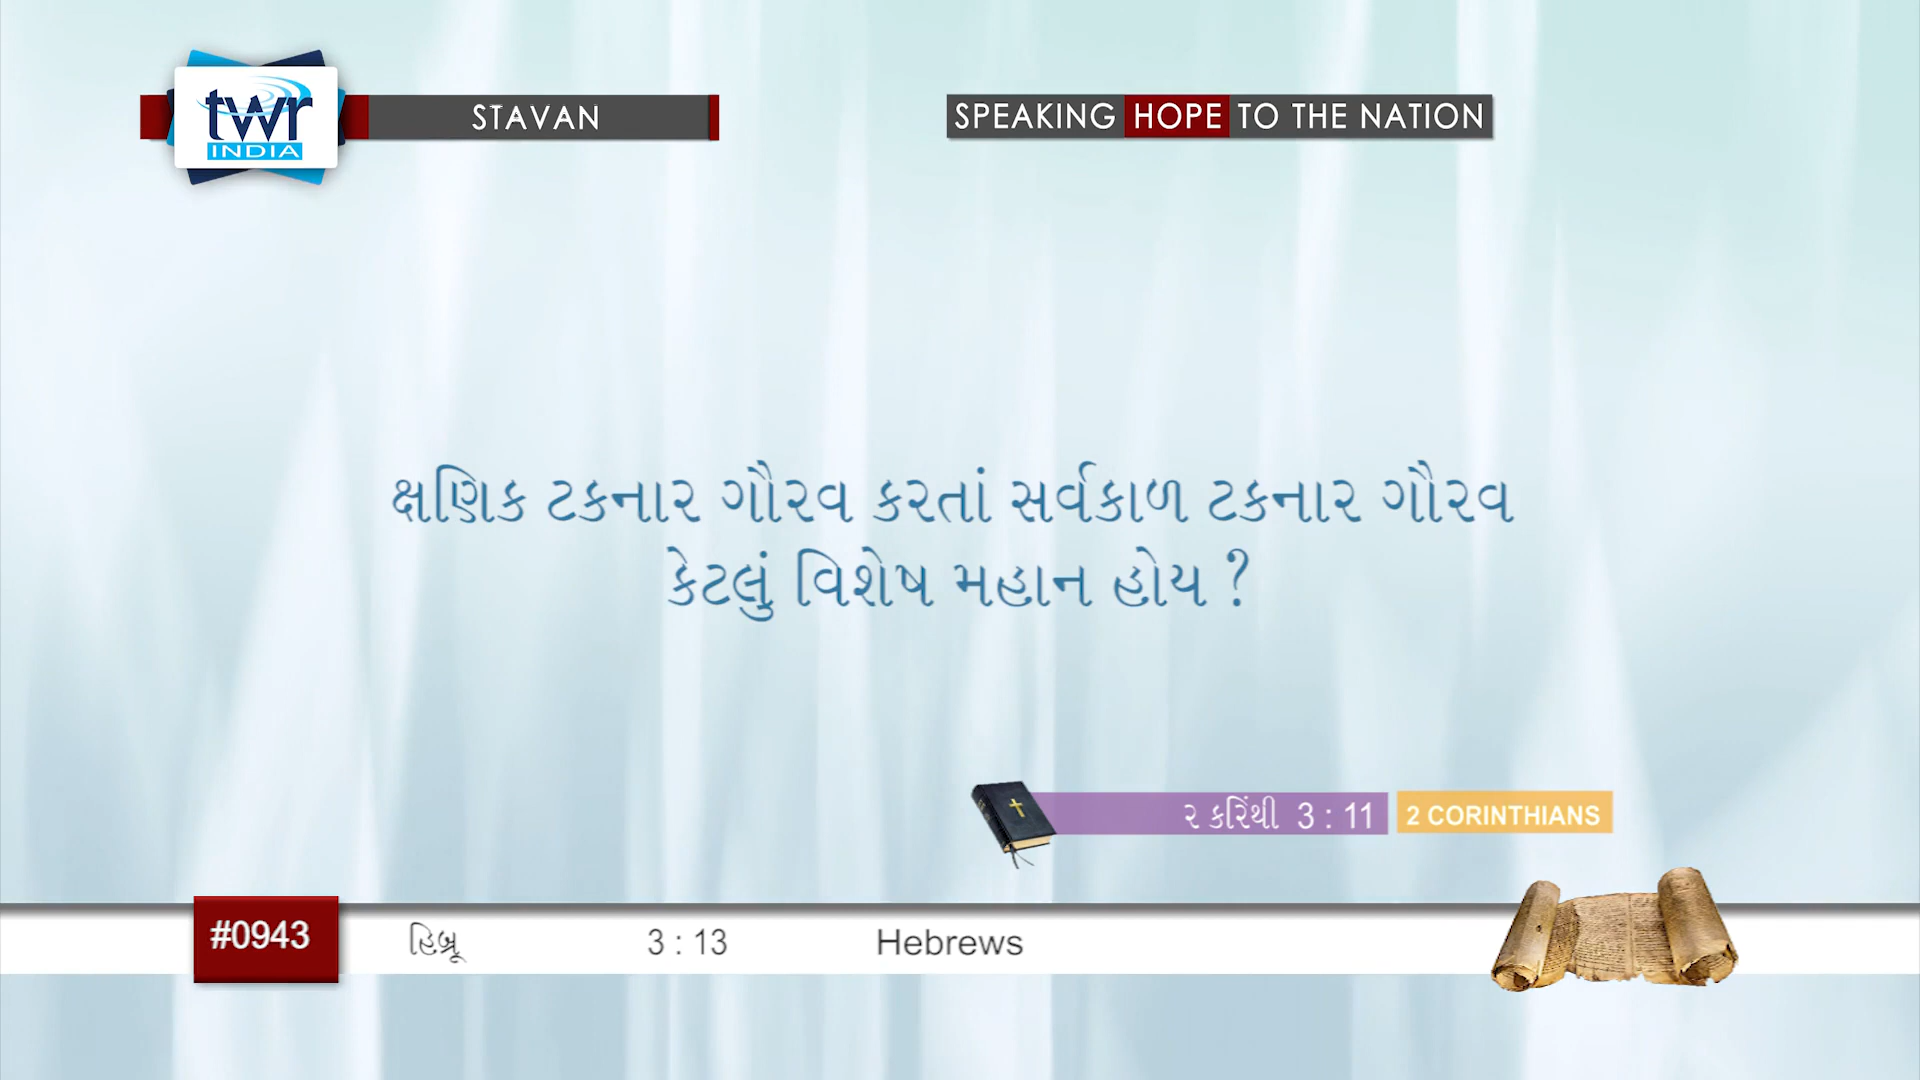 twr
INDIA
STAVAN
SPEAKING HOPE TO THE NATION
ક્ષણિક ટકનાર ગૌરવ કરતાં સર્વકાળ ટકનાર ગૌરવ
કેટલું વિશેષ મહાન હોય ?
૨ કરિંથી 3 : 11 2 CORINTHIANS
#0943 હિબ્રૂ 3 : 13 Hebrews